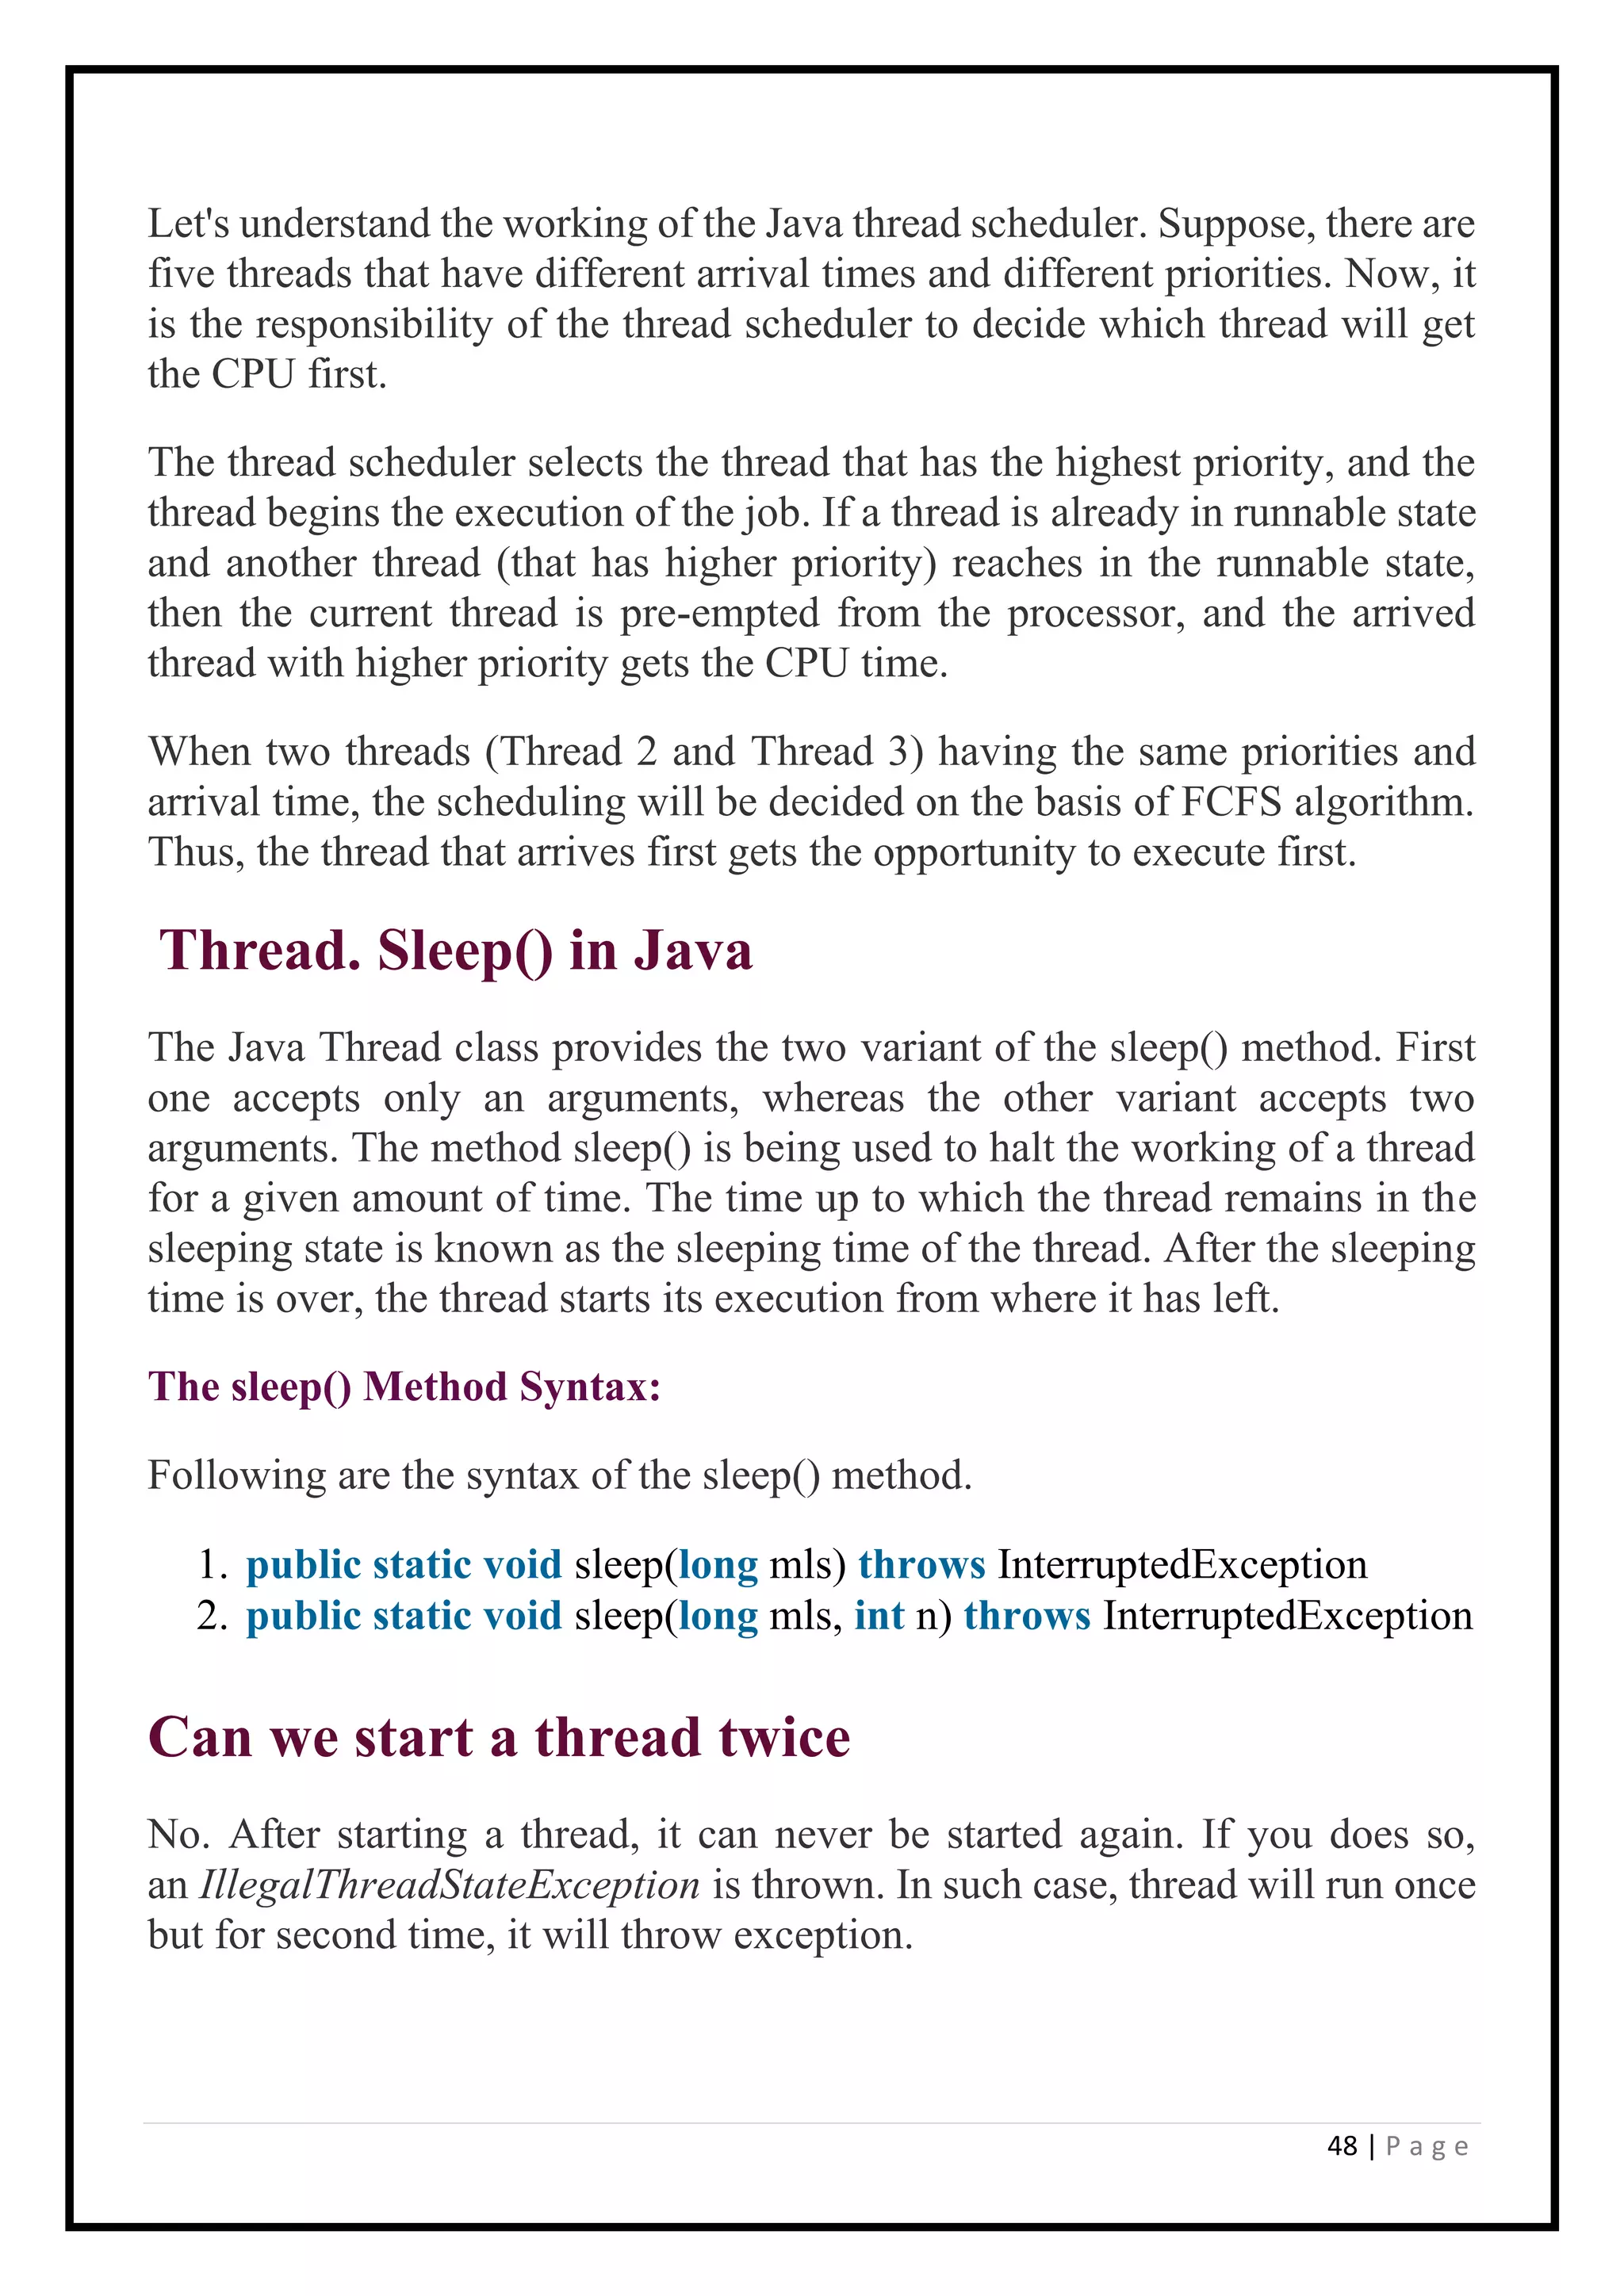 Let's understand the working of the Java thread scheduler. Suppose, there are
five threads that have different arrival times and different priorities. Now, it
is the responsibility of the thread scheduler to decide which thread will get
the CPU first.
The thread scheduler selects the thread that has the highest priority, and the
thread begins the execution of the job. If a thread is already in runnable state
and another thread (that has higher priority) reaches in the runnable state,
then the current thread is pre-empted from the processor, and the arrived
thread with higher priority gets the CPU time.
When two threads (Thread 2 and Thread 3) having the same priorities and
arrival time, the scheduling will be decided on the basis of FCFS algorithm.
Thus, the thread that arrives first gets the opportunity to execute first.
Thread. Sleep() in Java
The Java Thread class provides the two variant of the sleep() method. First
one accepts only an arguments, whereas the other variant accepts two
arguments. The method sleep() is being used to halt the working of a thread
for a given amount of time. The time up to which the thread remains in the
sleeping state is known as the sleeping time of the thread. After the sleeping
time is over, the thread starts its execution from where it has left.
The sleep() Method Syntax:
Following are the syntax of the sleep() method.
1. public static void sleep(long mls) throws InterruptedException
2. public static void sleep(long mls, int n) throws InterruptedException
Can we start a thread twice
No. After starting a thread, it can never be started again. If you does so,
an IllegalThreadStateException is thrown. In such case, thread will run once
but for second time, it will throw exception.
48 | P a g e